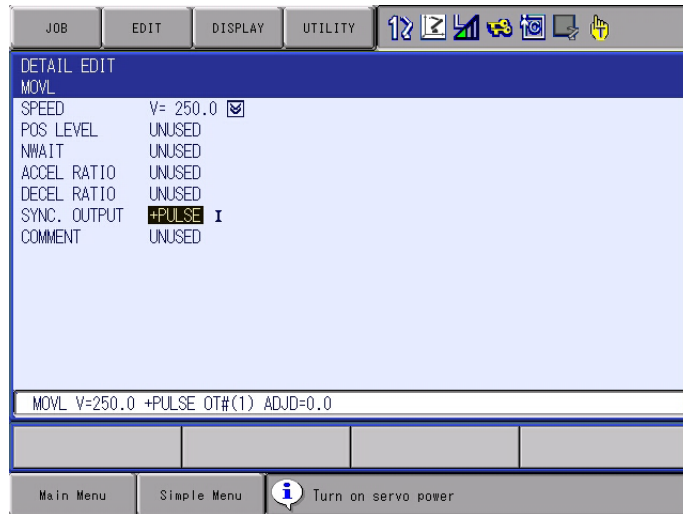 JOB EDIT DISPLAY UTILITY
DETAIL EDIT
MOVL
SPEED V= 250.0
POS LEVEL UNUSED
NWAIT UNUSED
ACCEL RATIO UNUSED
DECEL RATIO UNUSED
SYNC. OUTPUT +PULSE
COMMENT UNUSED
MOVL V=250.0 +PULSE OT#(1) ADJD=0.0
Main Menu Simple Menu Turn on servo power